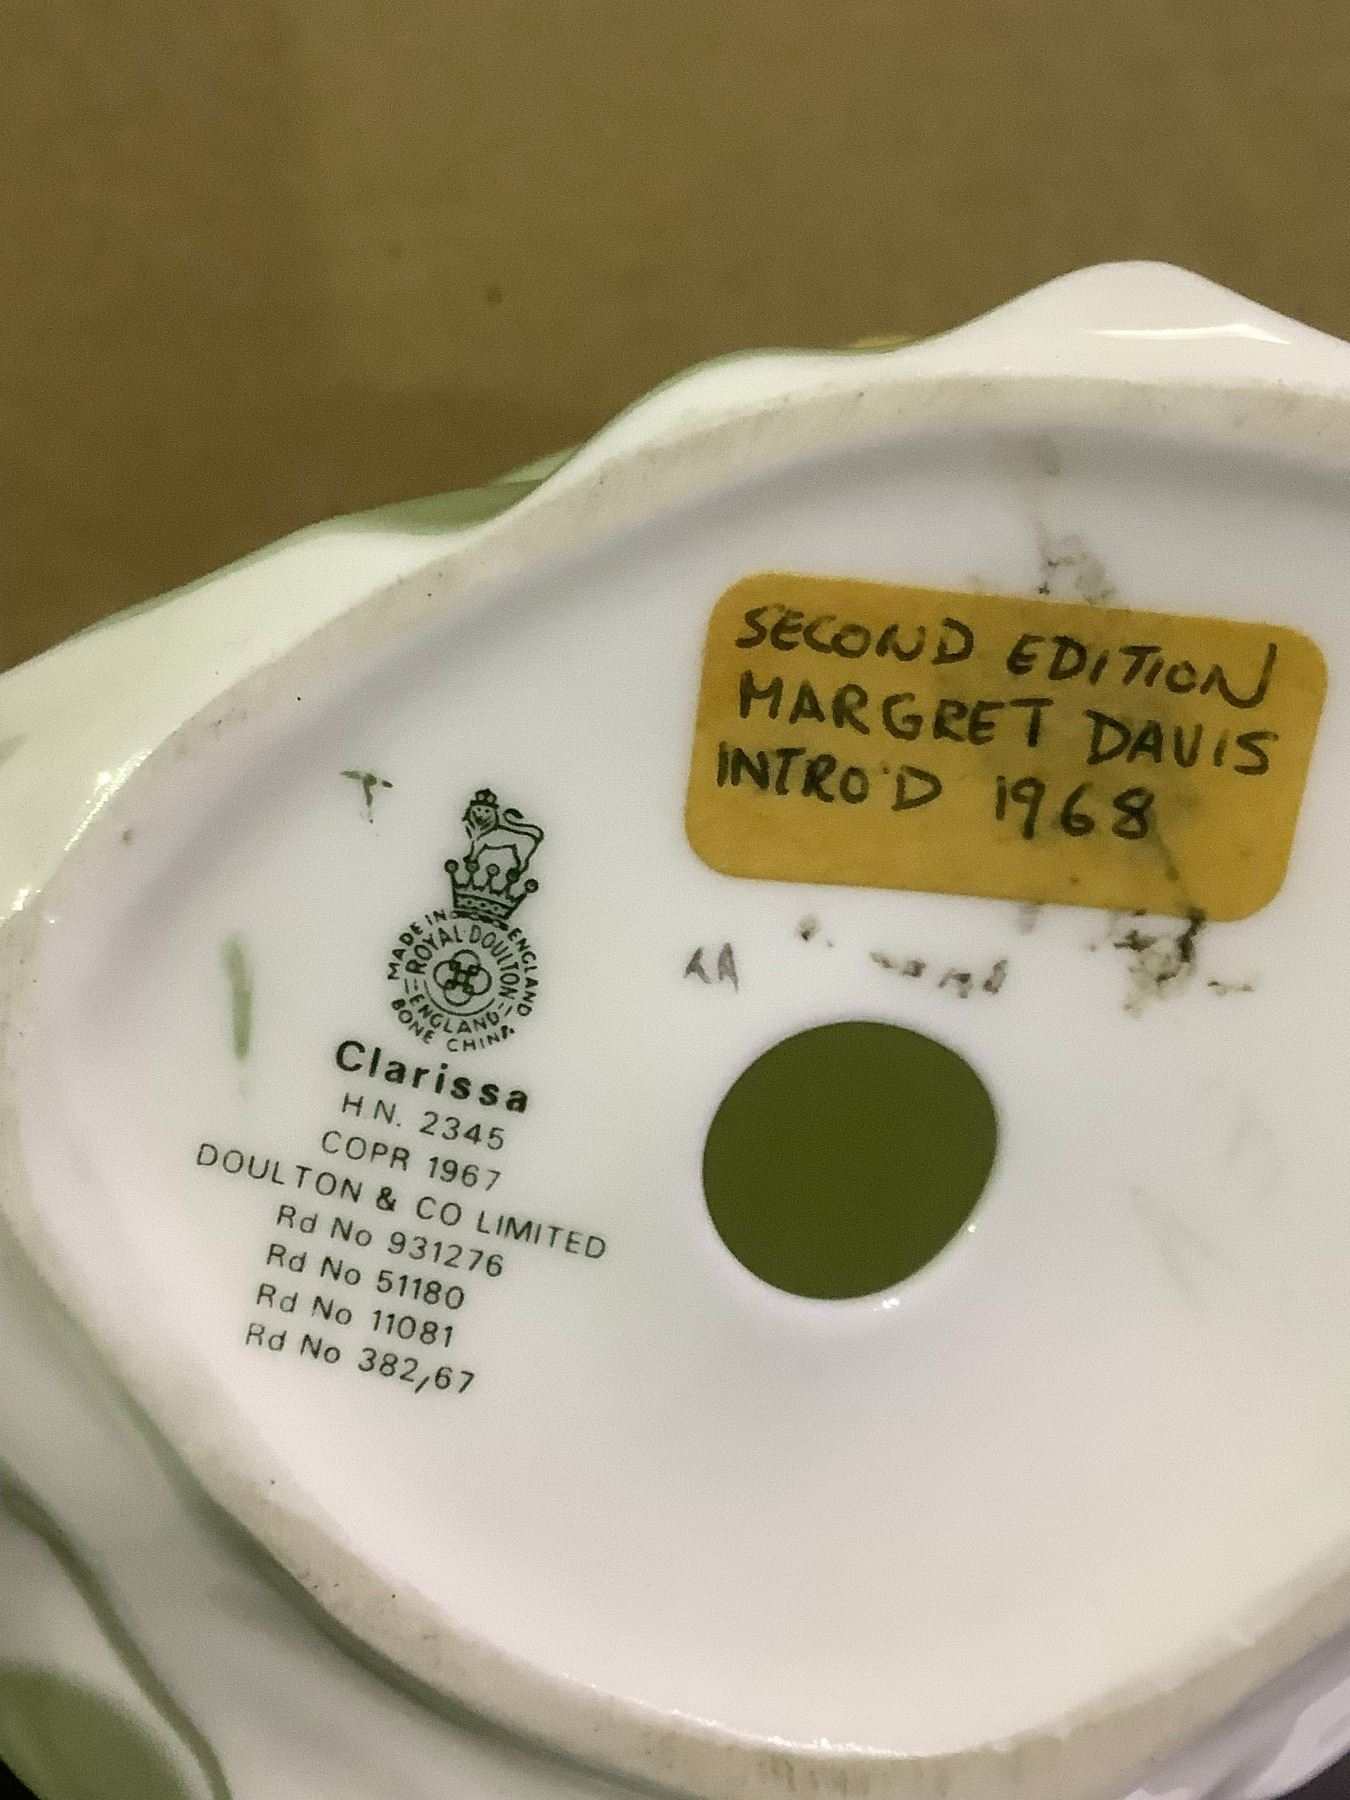 SECOND EDITION
MARGRET DAVIS
INTRO'D 1968
MADE IN ENGLAND
ROYAL·DOULTON
ENGLAND
BONE CHINA
Clarissa
H.N. 2345
COPR 1967
DOULTON & CO LIMITED
Rd No 931276
Rd No 51180
Rd No 11081
Rd No 382,67